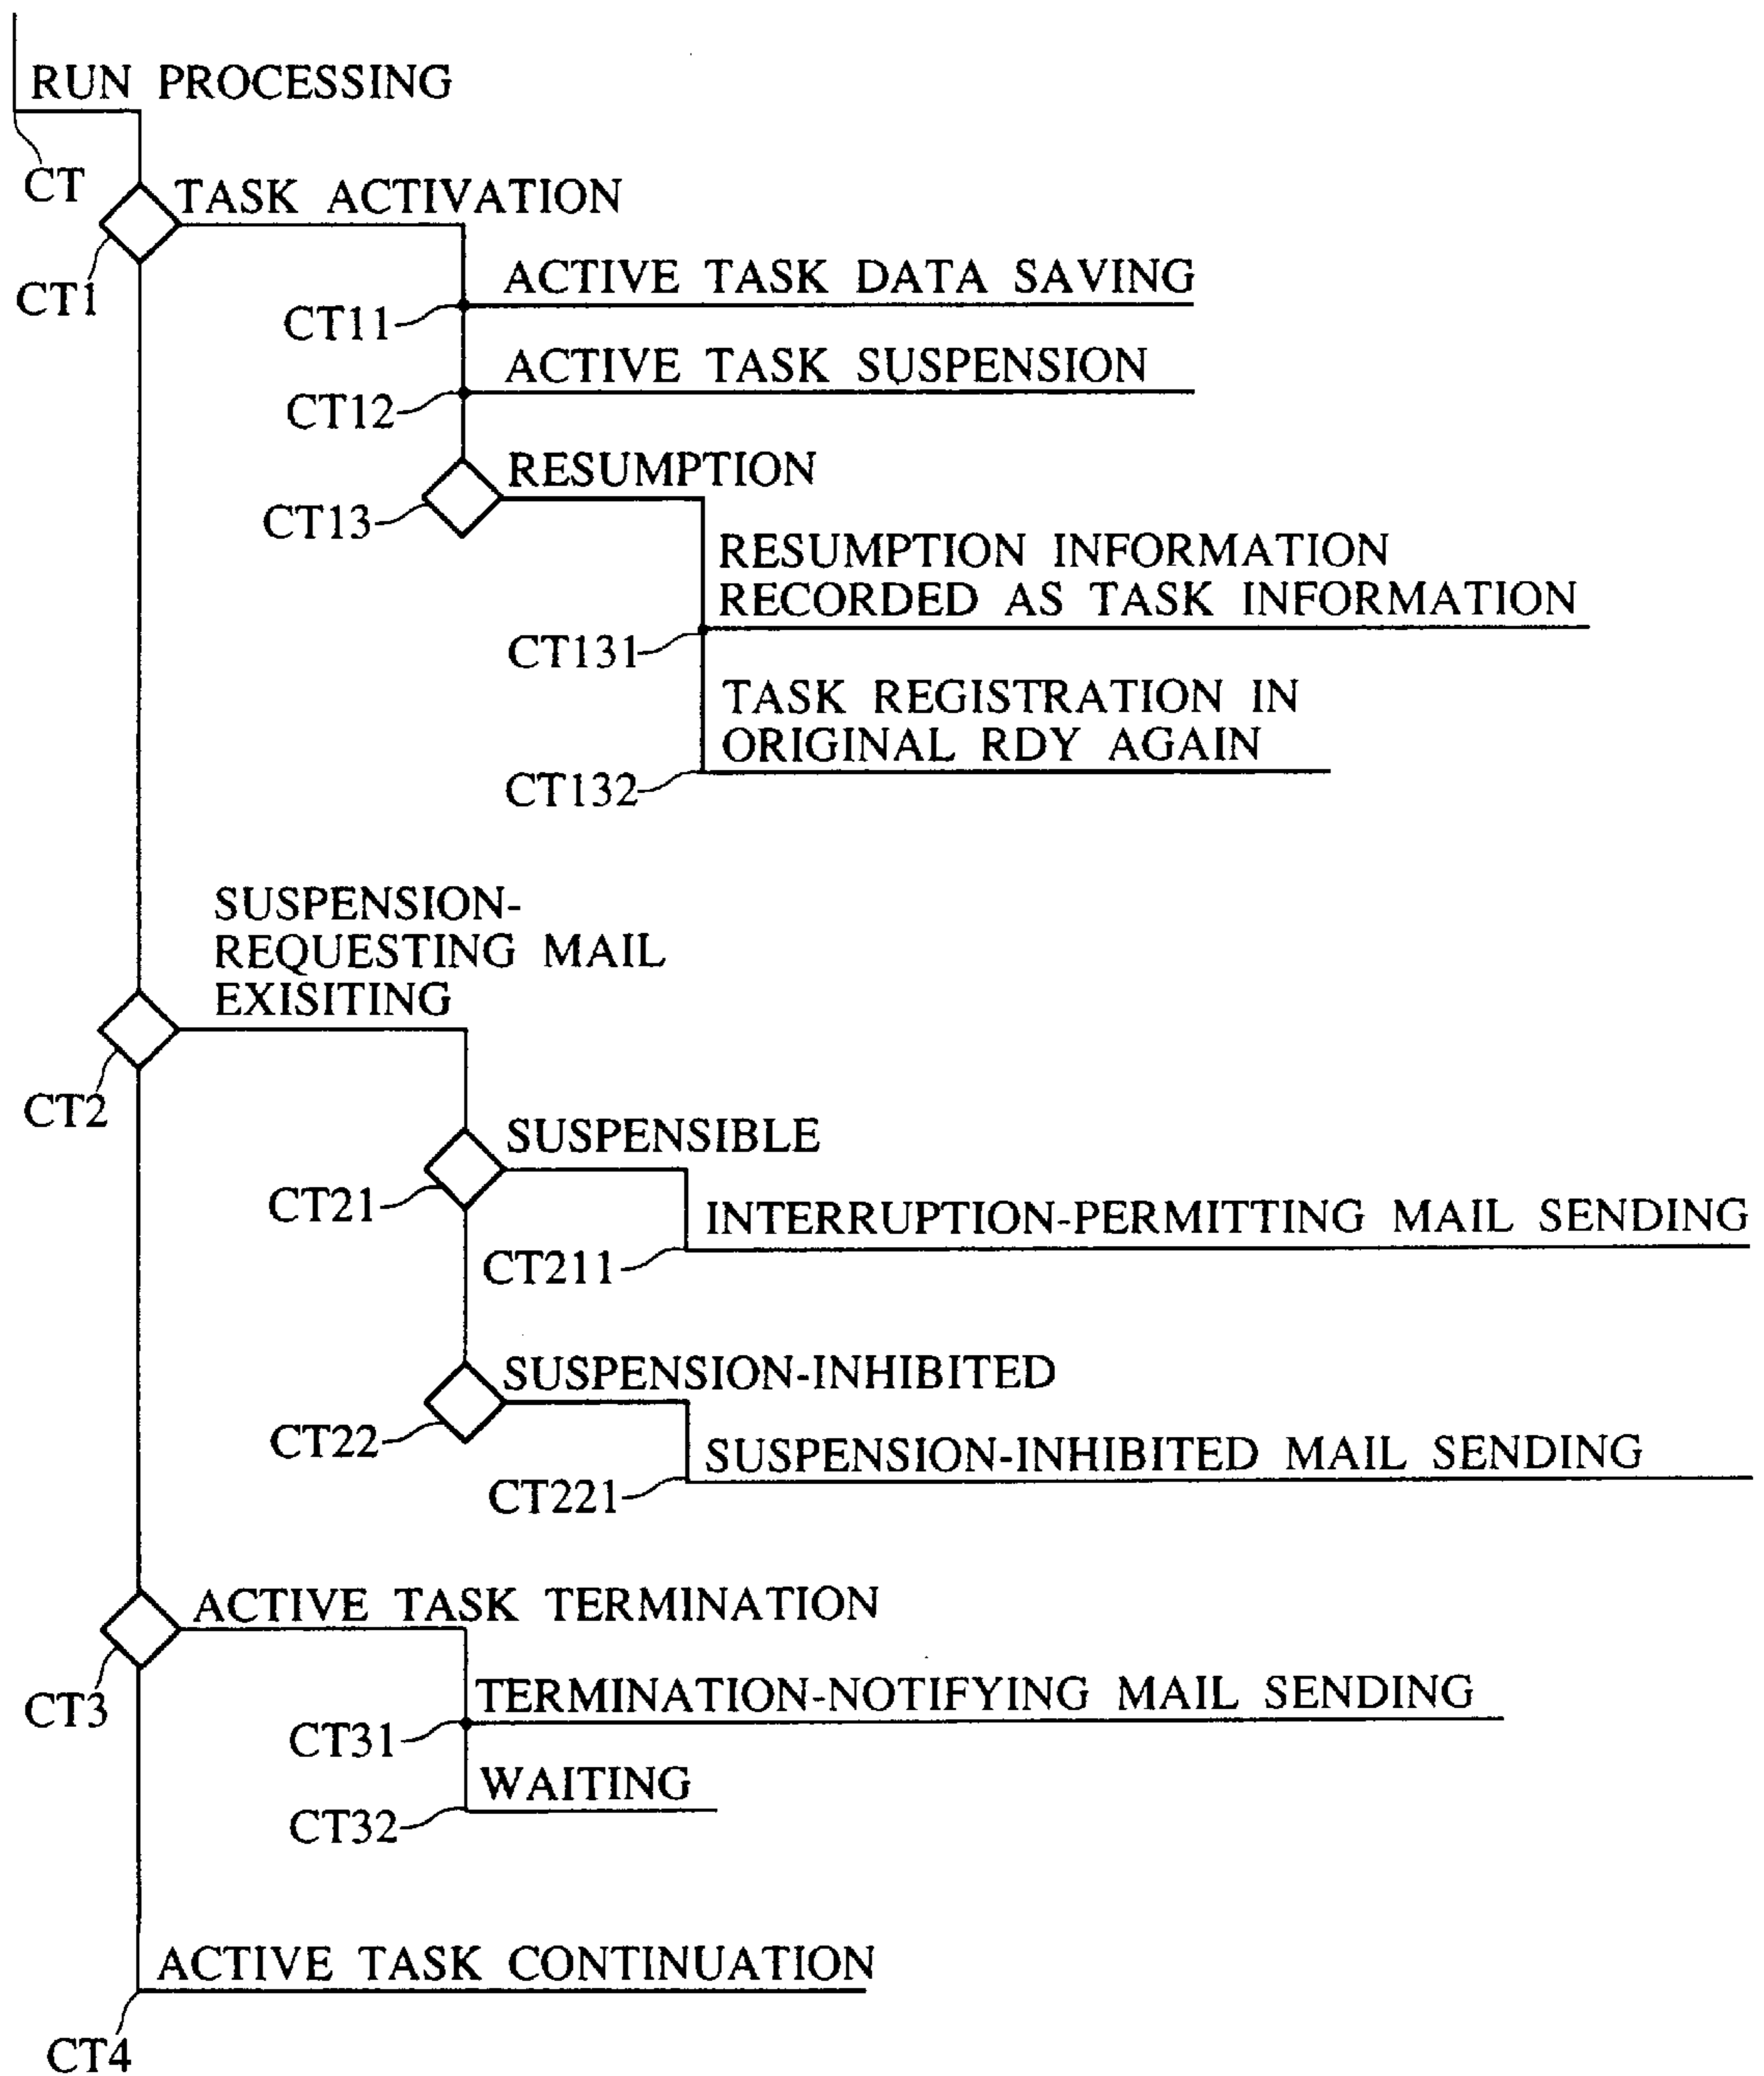 RUN PROCESSING
CT
TASK ACTIVATION
CT1
ACTIVE TASK DATA SAVING
CT11
ACTIVE TASK SUSPENSION
CT12
RESUMPTION
CT13
RESUMPTION INFORMATION
RECORDED AS TASK INFORMATION
CT131
TASK REGISTRATION IN
ORIGINAL RDY AGAIN
CT132
SUSPENSION-
REQUESTING MAIL
EXISITING
CT2
SUSPENSIBLE
CT21
INTERRUPTION-PERMITTING MAIL SENDING
CT211
SUSPENSION-INHIBITED
CT22
SUSPENSION-INHIBITED MAIL SENDING
CT221
ACTIVE TASK TERMINATION
CT3
TERMINATION-NOTIFYING MAIL SENDING
CT31
WAITING
CT32
ACTIVE TASK CONTINUATION
CT4